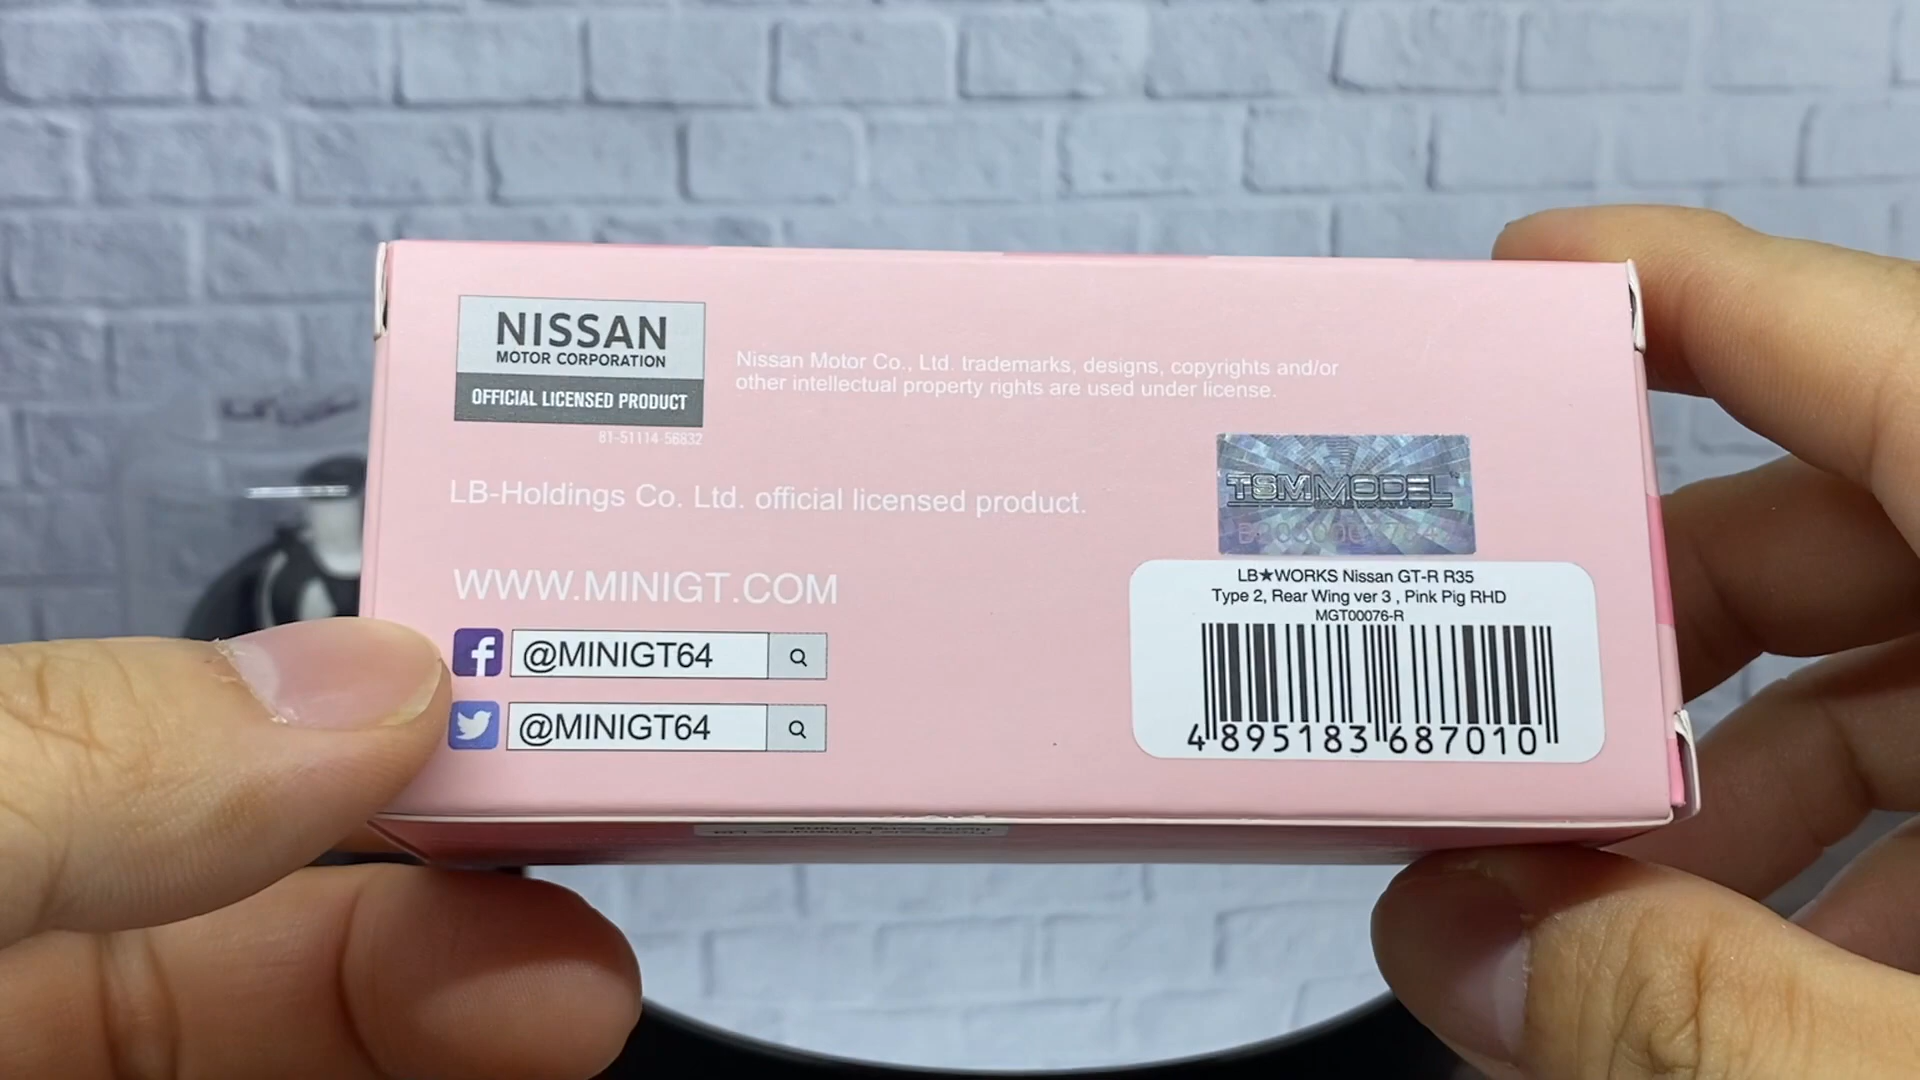 NISSAN
MOTOR CORPORATION
OFFICIAL LICENSED PRODUCT
81-51114-56832
Nissan Motor Co., Ltd. trademarks, designs, copyrights and/or
other intellectual property rights are used under license.
LB-Holdings Co. Ltd. official licensed product.
TSM MODEL
WWW.MINIGT.COM
@MINIGT64
@MINIGT64
LB★WORKS Nissan GT-R R35
Type 2, Rear Wing ver 3 , Pink Pig RHD
MGT00076-R
4 895183 687010